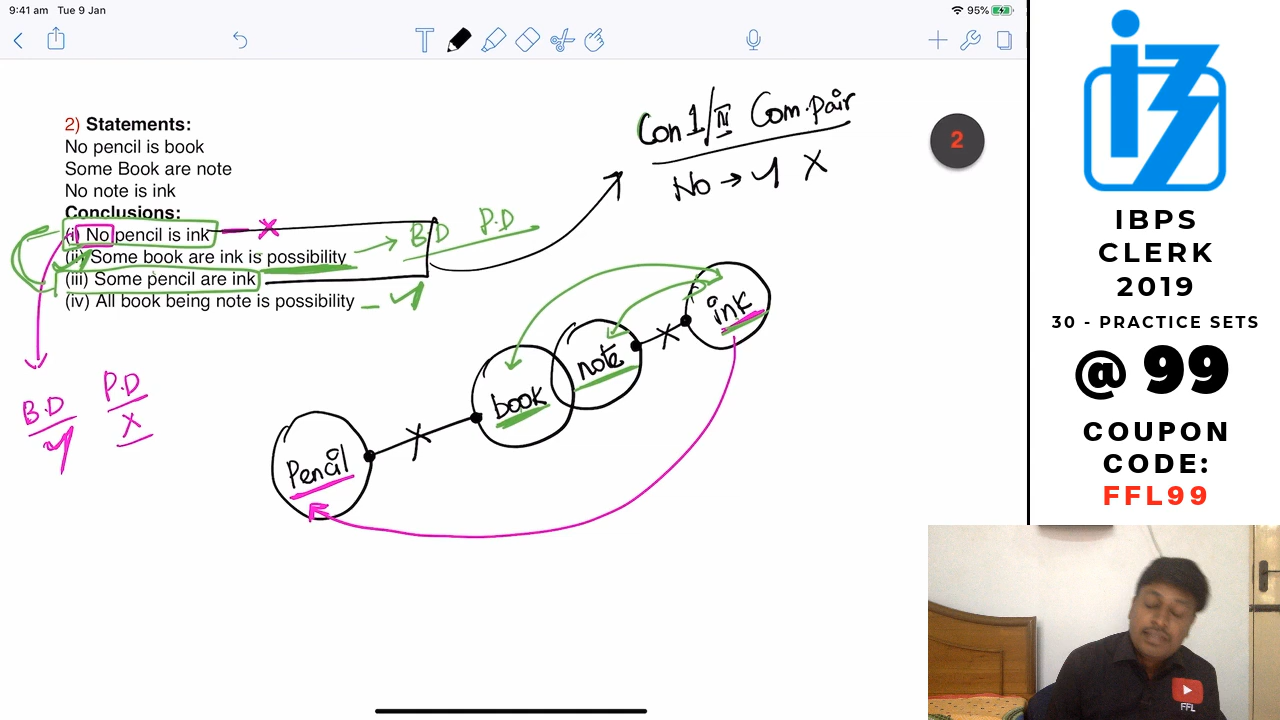 9:41 am Tue 9 Jan
95%
T
2) Statements:
No pencil is book
Some Book are note
No note is ink
Conclusions:
(i) No pencil is ink
(ii) Some book are ink is possibility
(iii) Some pencil are ink
(iv) All book being note is possibility
B.D P.D
Con 1/II Com.pair
No → y X
2
B.D P.D
y X
Pencil
book
note
ink
IBPS
CLERK
2019
30 - PRACTICE SETS
@ 99
COUPON
CODE:
FFL99
FFL